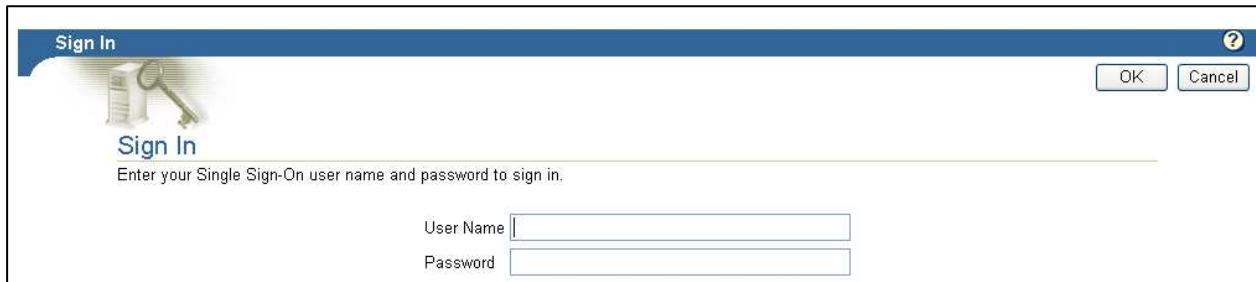 Sign In
?
OK Cancel
Sign In
Enter your Single Sign-On user name and password to sign in.
User Name
Password